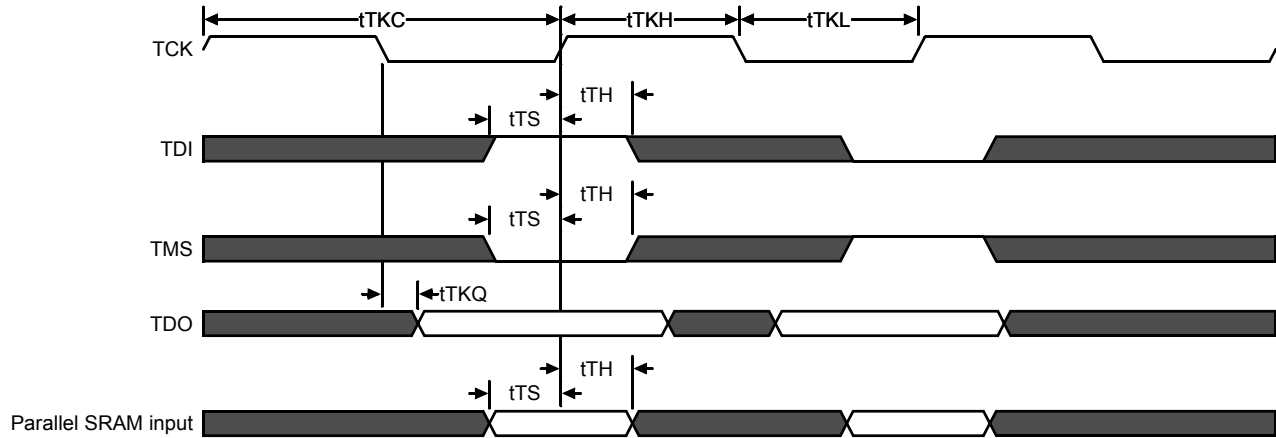 tTKC tTKH tTKL
TCK
tTH
tTS
TDI
tTH
tTS
TMS
tTKQ
TDO
tTH
tTS
Parallel SRAM input